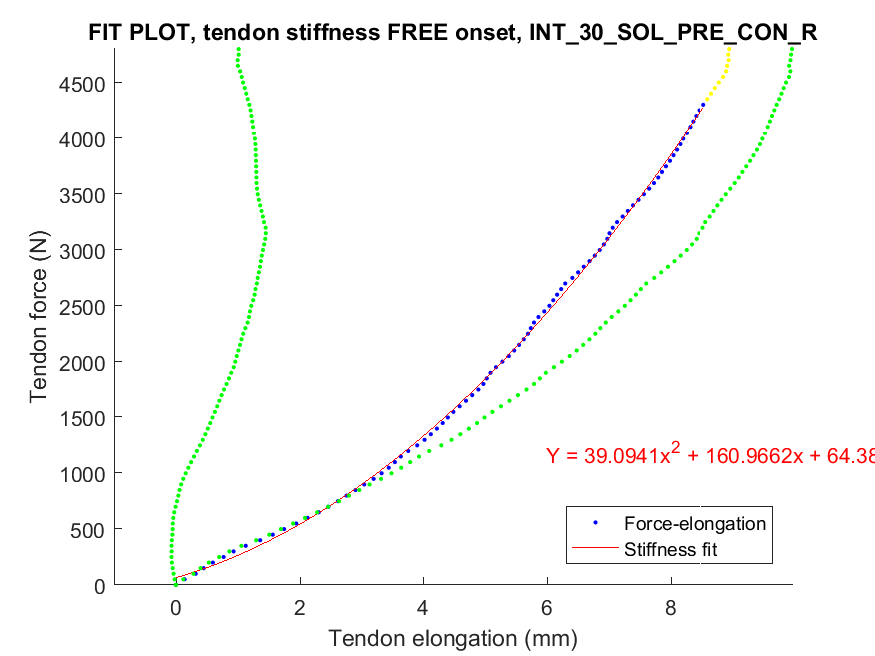 FIT PLOT, tendon stiffness FREE onset, INT_30_SOL_PRE_CON_R
4500
4000
3500
3000
2500
2000
1500
1000
500
0
Tendon force (N)
Y = 39.0941x² + 160.9662x + 64.38
Force-elongation
Stiffness fit
0 2 4 6 8
Tendon elongation (mm)